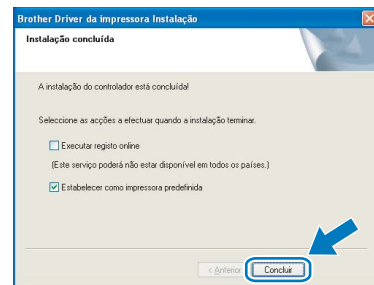 Brother Driver da impressora Instalação
Instalação concluída
A instalação do controlador está concluída!
Seleccione as acções a efectuar quando a instalação terminar.
Executar registo online
(Este serviço poderá não estar disponível em todos os países.)
Estabelecer como impressora predefinida
< Anterior
Concluir